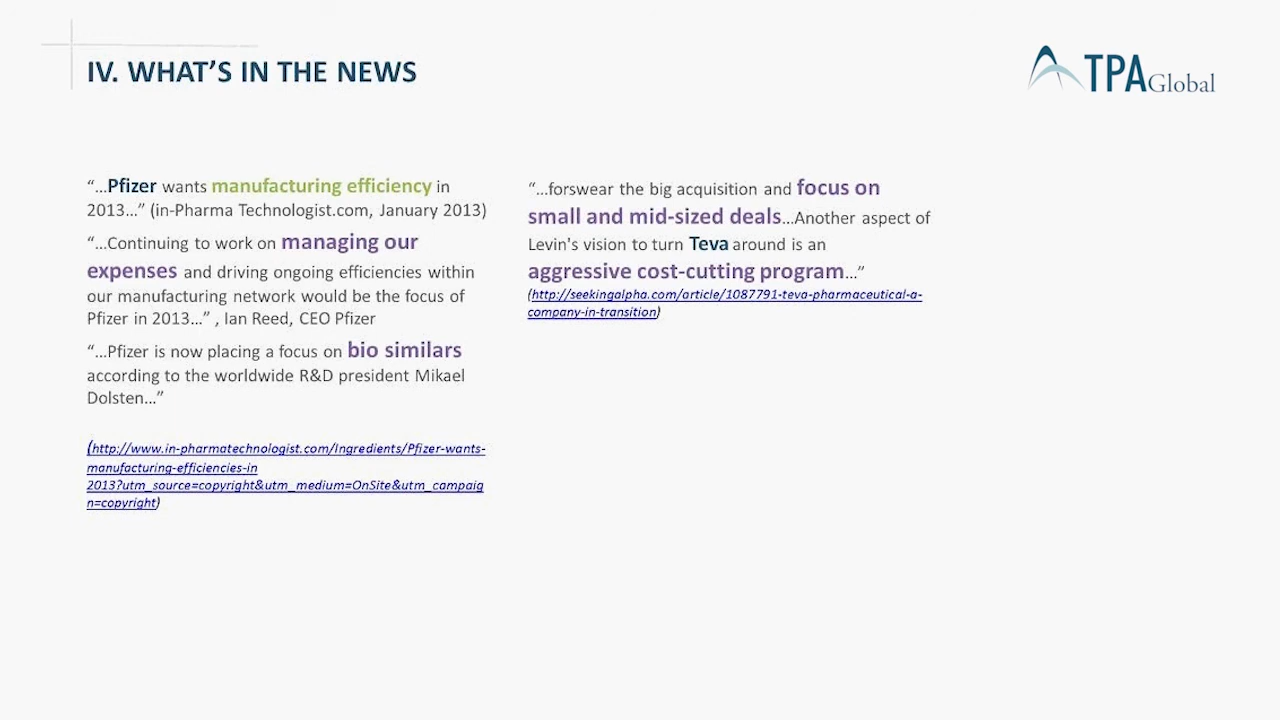 IV. WHAT’S IN THE NEWS
TPA Global
“…Pfizer wants manufacturing efficiency in
2013…” (in-Pharma Technologist.com, January 2013)
“…Continuing to work on managing our
expenses and driving ongoing efficiencies within
our manufacturing network would be the focus of
Pfizer in 2013…” , Ian Reed, CEO Pfizer
“…Pfizer is now placing a focus on bio similars
according to the worldwide R&D president Mikael
Dolsten…”
(http://www.in-pharmatechnologist.com/Ingredients/Pfizer-wants-
manufacturing-efficiencies-in
2013?utm_source=copyright&utm_medium=OnSite&utm_campaig
n=copyright)
“…forswear the big acquisition and focus on
small and mid-sized deals…Another aspect of
Levin's vision to turn Teva around is an
aggressive cost-cutting program…”
(http://seekingalpha.com/article/1087791-teva-pharmaceutical-a-
company-in-transition)